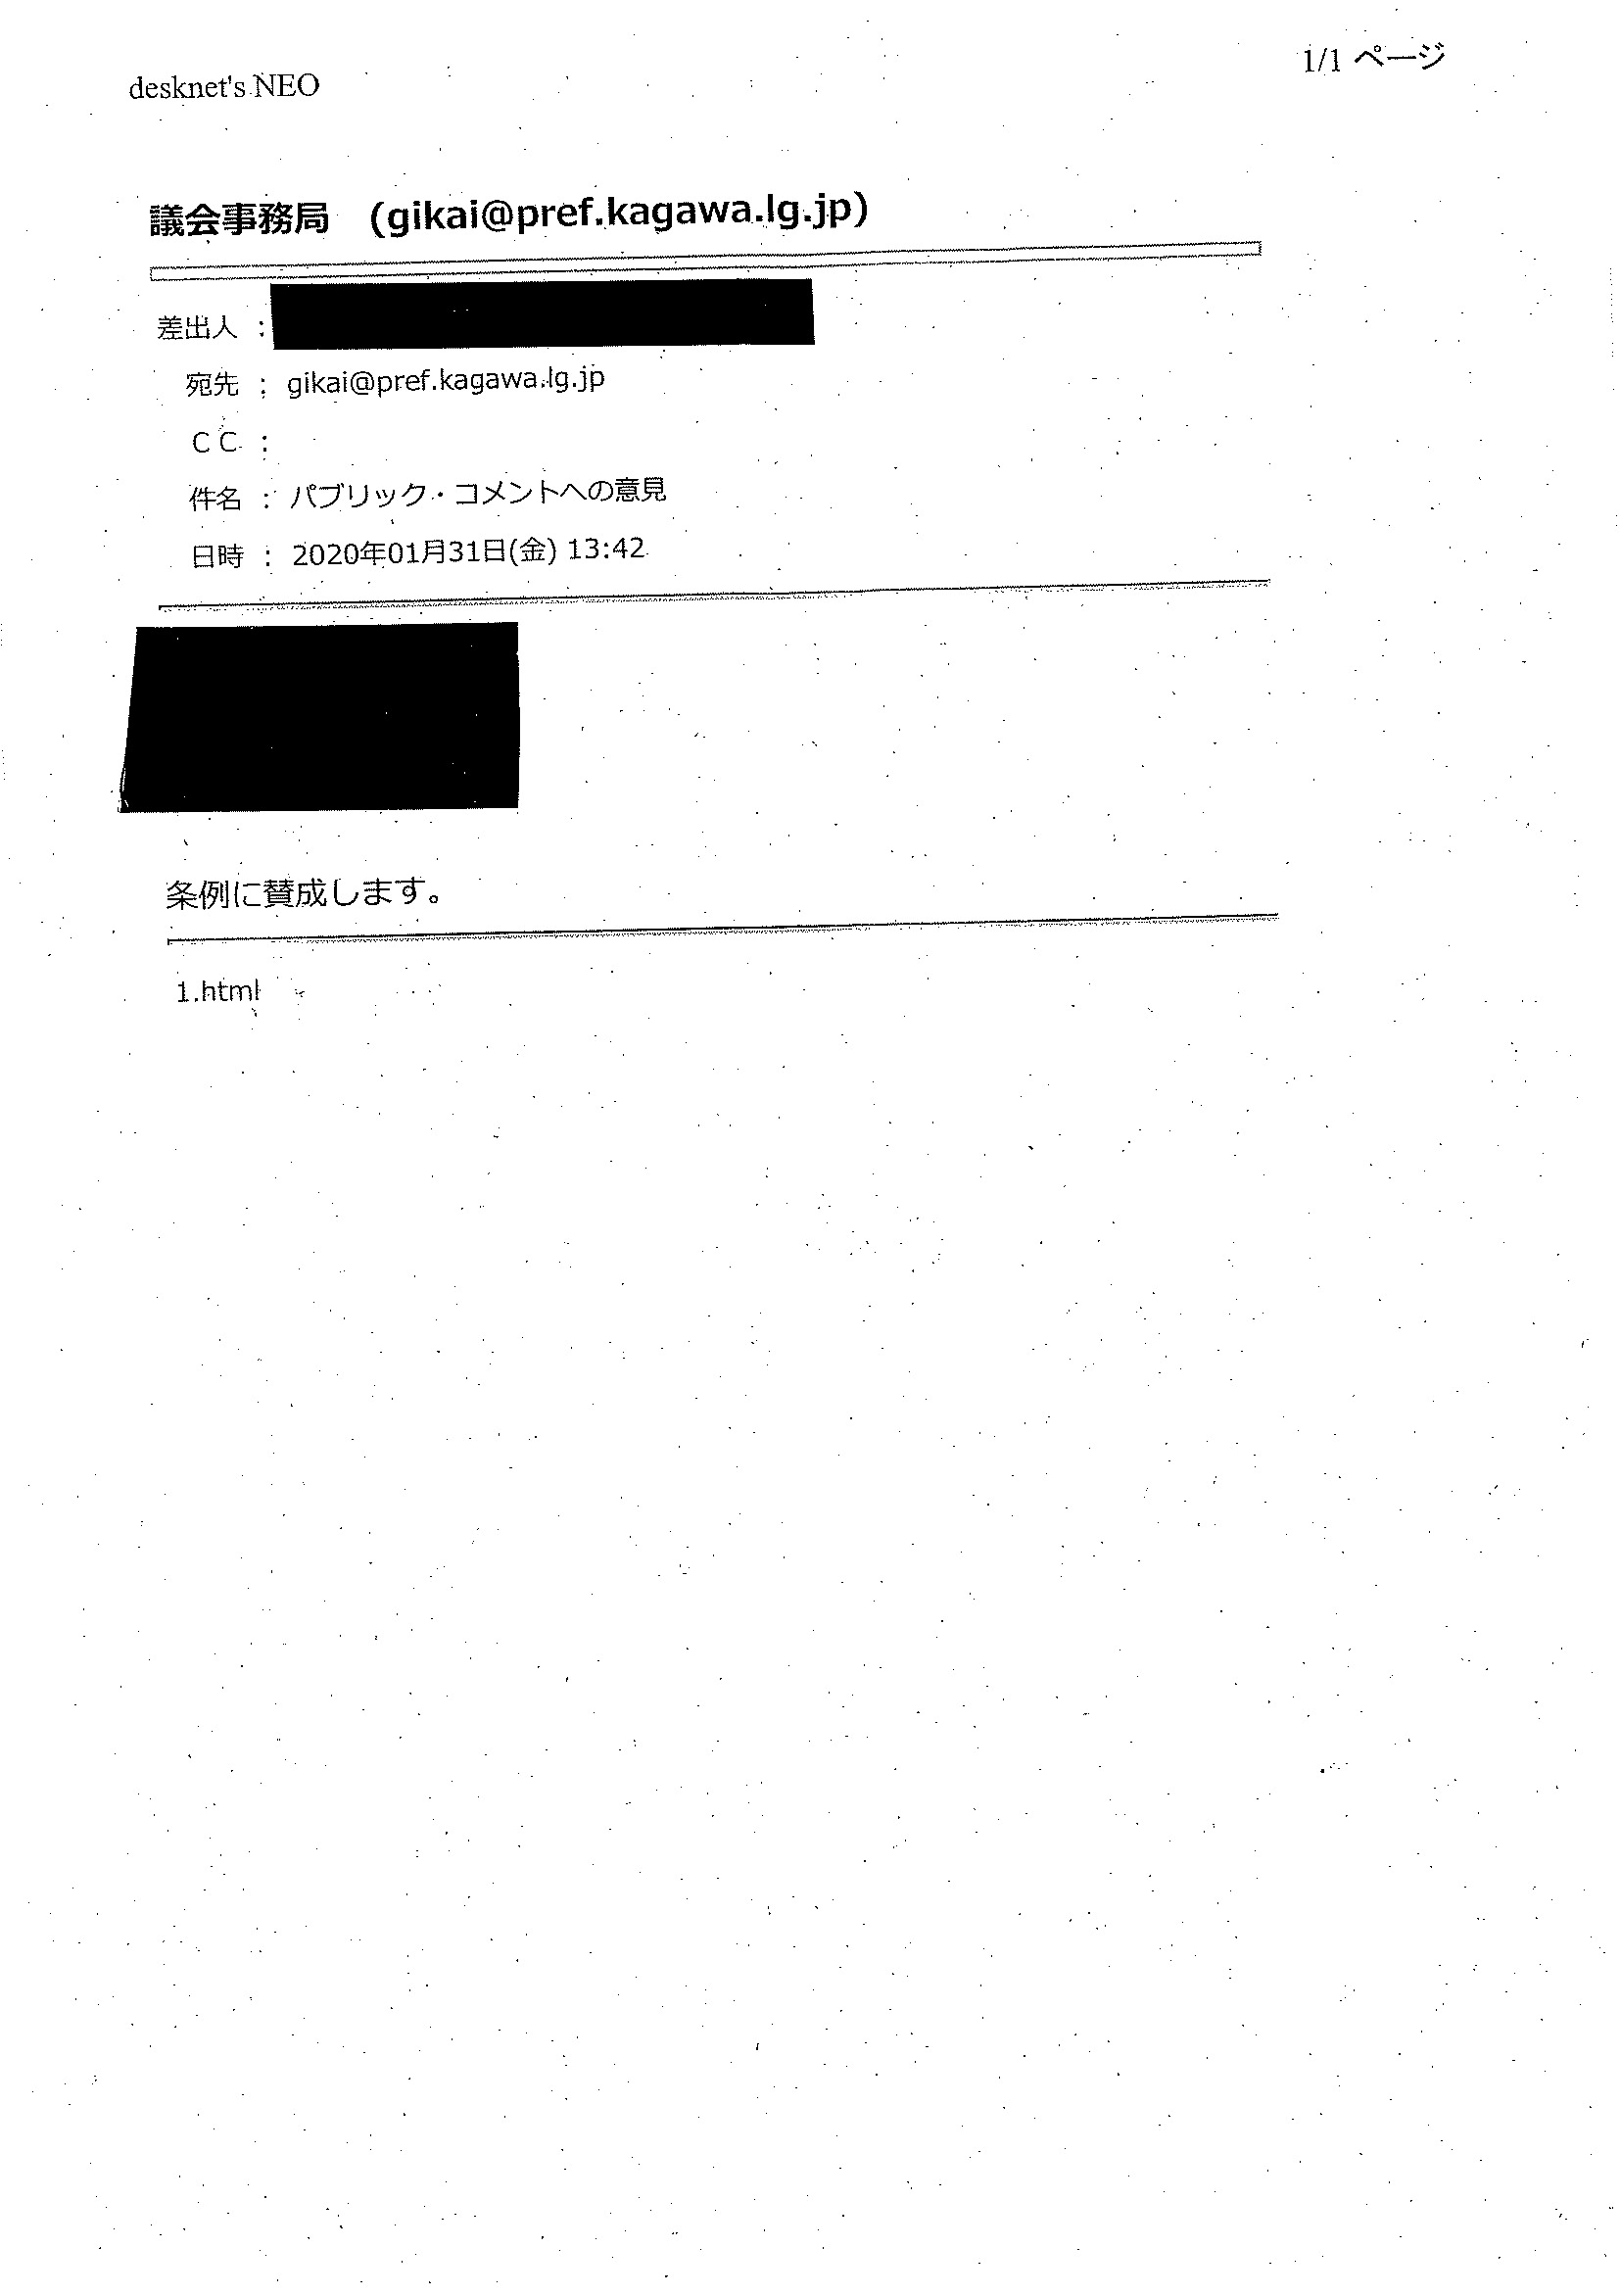 1/1 ページ
desknet's NEO
議会事務局　(gikai@pref.kagawa.lg.jp)
差出人 :
宛先 : gikai@pref.kagawa.lg.jp
ＣＣ :
件名 : パブリック・コメントへの意見
日時 : 2020年01月31日(金) 13:42
条例に賛成します。
1.html